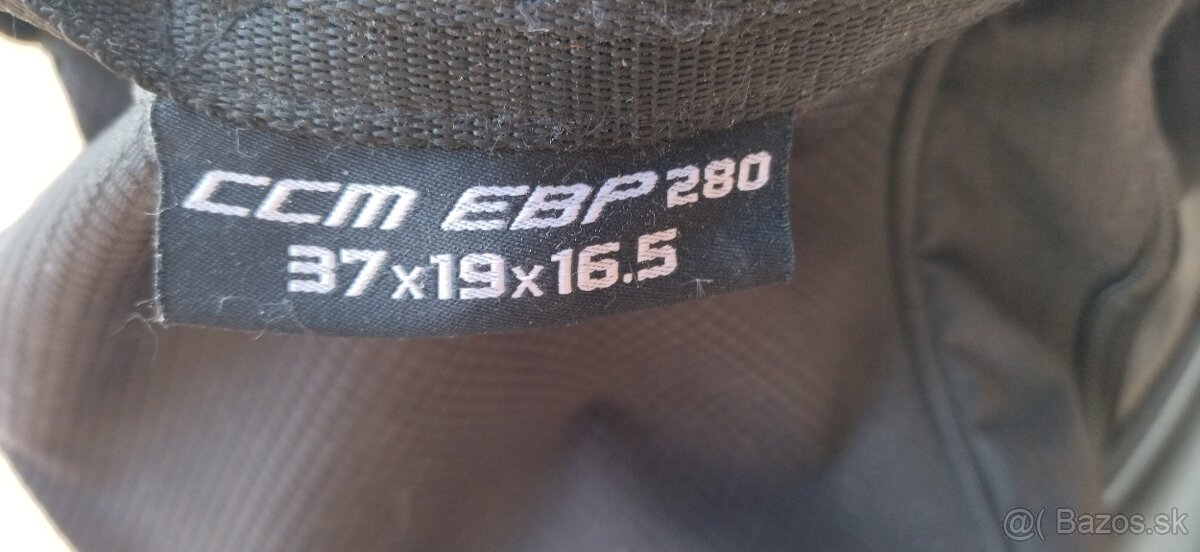 CCM EBP 280
37x19x16.5
@( Bazos.sk